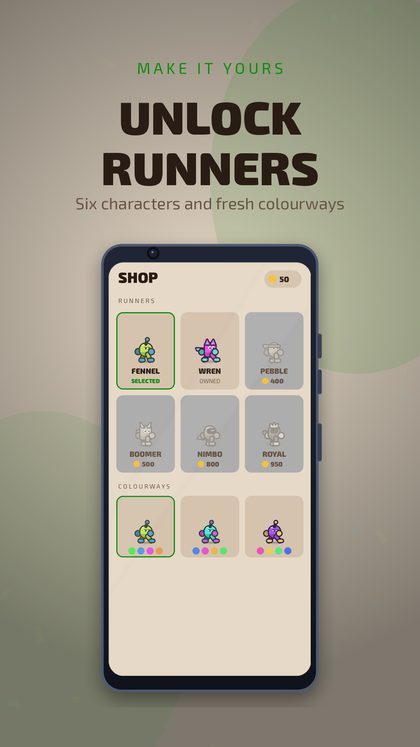 MAKE IT YOURS
UNLOCK
RUNNERS
Six characters and fresh colourways
SHOP
50
RUNNERS
FENNEL
SELECTED
WREN
OWNED
PEBBLE
400
BOOMER
500
NIMBO
800
ROYAL
950
COLOURWAYS